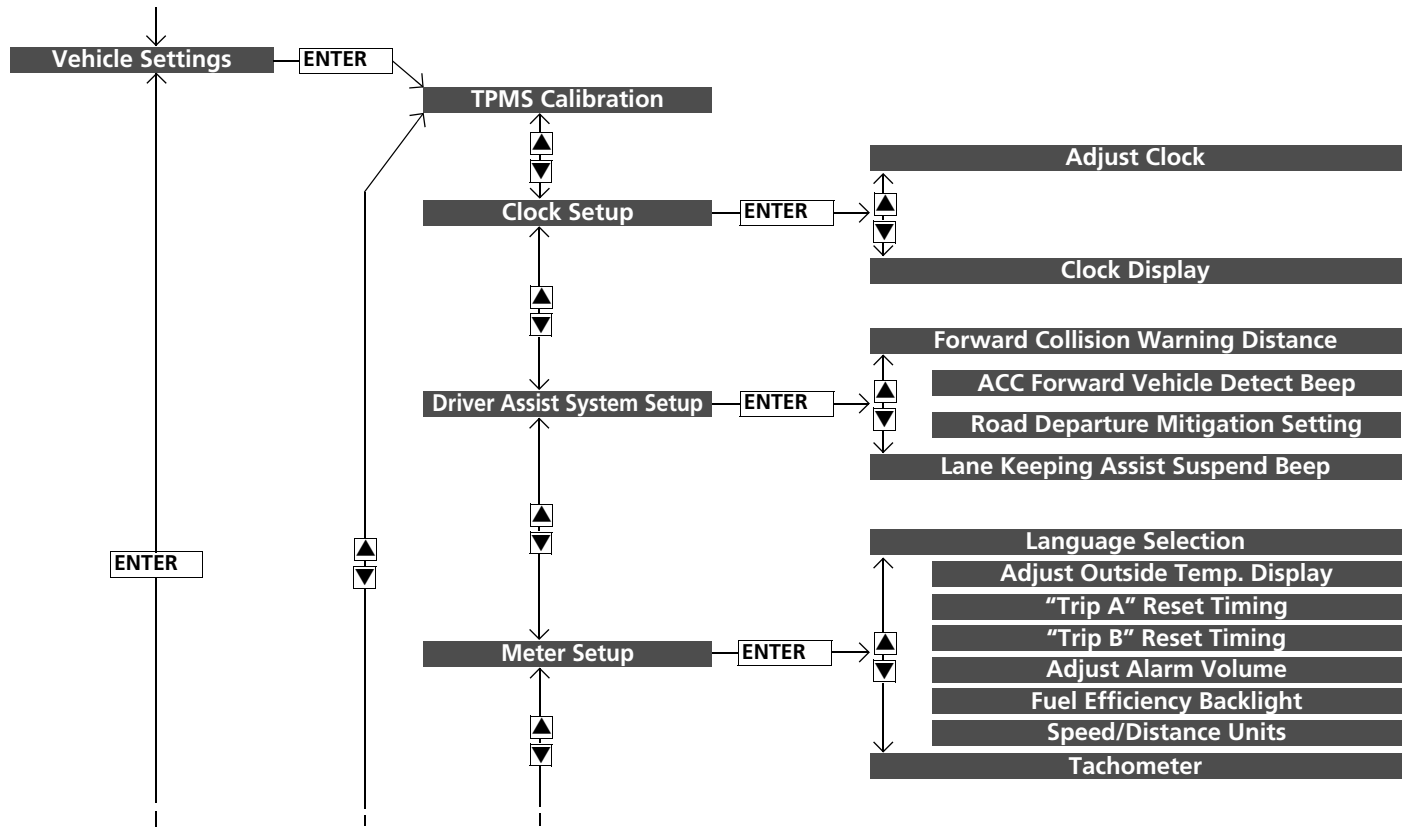 Vehicle Settings
ENTER
TPMS Calibration
Adjust Clock
Clock Setup
ENTER
Clock Display
Forward Collision Warning Distance
ACC Forward Vehicle Detect Beep
Driver Assist System Setup
ENTER
Road Departure Mitigation Setting
Lane Keeping Assist Suspend Beep
Language Selection
ENTER
Adjust Outside Temp. Display
“Trip A” Reset Timing
“Trip B” Reset Timing
Meter Setup
ENTER
Adjust Alarm Volume
Fuel Efficiency Backlight
Speed/Distance Units
Tachometer